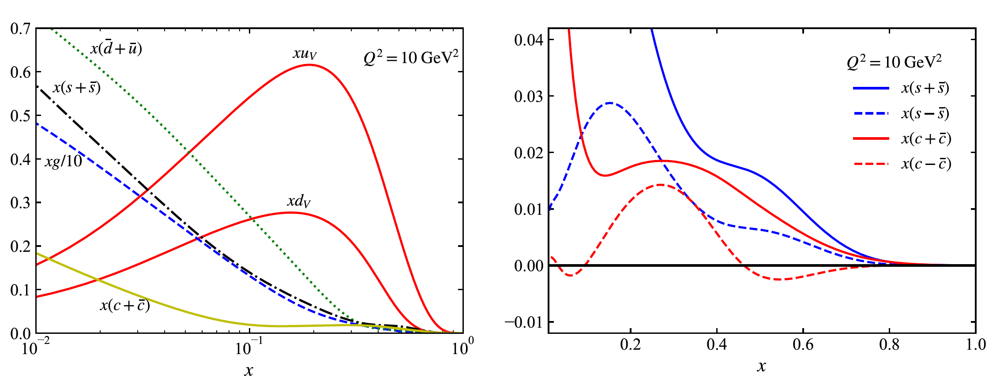 0.7
0.6
0.5
0.4
0.3
0.2
0.1
0.0
x(d̄ + ū)
xu_V
Q² = 10 GeV²
x(s + s̄)
xg/10
xd_V
x(c + c̄)
10⁻²
10⁻¹
10⁰
x
0.04
0.03
0.02
0.01
0.00
−0.01
Q² = 10 GeV²
x(s + s̄)
x(s − s̄)
x(c + c̄)
x(c − c̄)
0.2
0.4
0.6
0.8
1.0
x